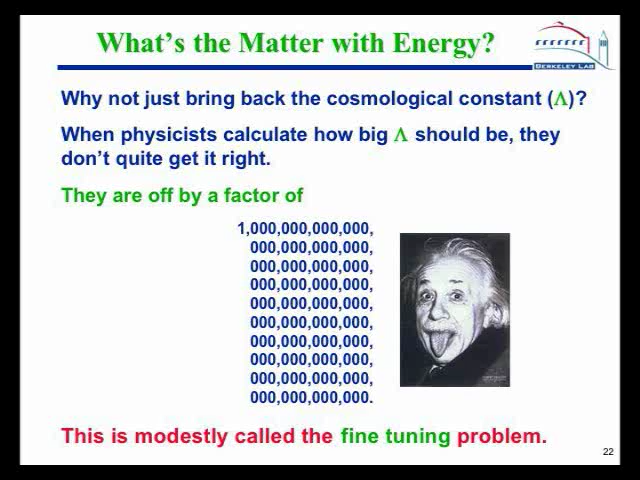 What's the Matter with Energy?
BERKELEY LAB
Why not just bring back the cosmological constant (Λ)?
When physicists calculate how big Λ should be, they
don't quite get it right.
They are off by a factor of
1,000,000,000,000,
000,000,000,000,
000,000,000,000,
000,000,000,000,
000,000,000,000,
000,000,000,000,
000,000,000,000,
000,000,000,000,
000,000,000,000,
000,000,000,000.
This is modestly called the fine tuning problem.
22